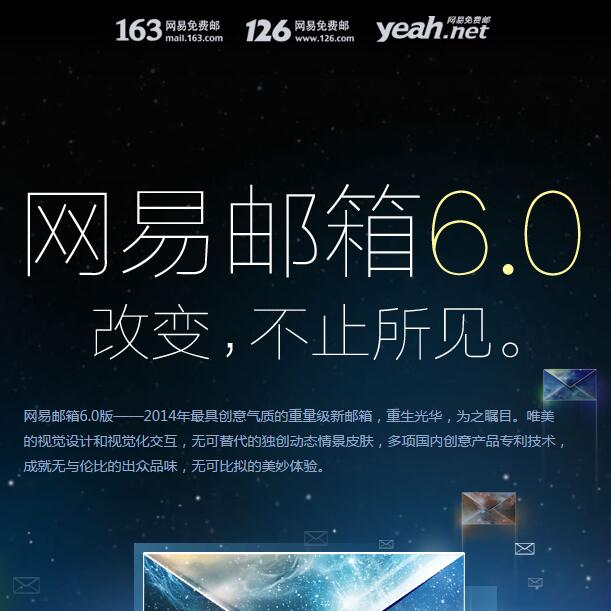 163 网易免费邮 mail.163.com 126 网易免费邮 www.126.com yeah.net 网易免费邮
网易邮箱6.0
改变，不止所见。
网易邮箱6.0版——2014年最具创意气质的重量级新邮箱，重生光华，为之瞩目。唯美
的视觉设计和视觉化交互，无可替代的独创动态情景皮肤，多项国内创意产品专利技术，
成就无与伦比的出众品味，无可比拟的美妙体验。